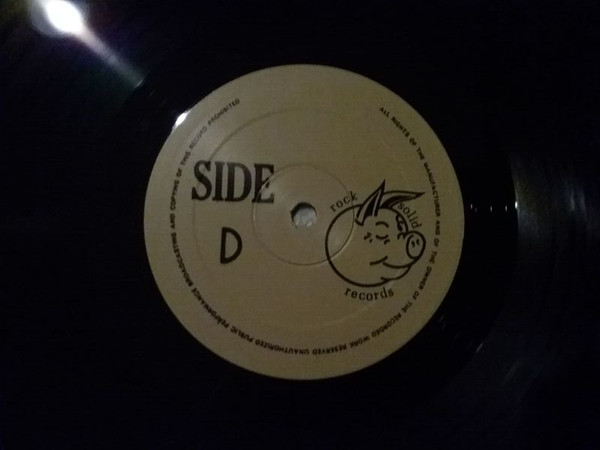 ALL RIGHTS OF THE MANUFACTURER AND OF THE OWNER OF THE RECORDED WORK RESERVED UNAUTHORIZED PUBLIC PERFORMANCE BROADCASTING AND COPYING OF THIS RECORD PROHIBITED
SIDE
D
rock solid
records